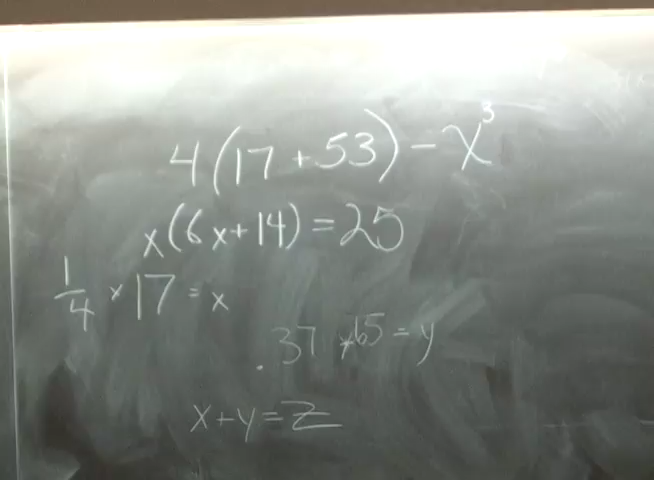 4(17+53)-x³
x(6x+14)=25
1/4 × 17 = x
.37 * 65 = y
x+y=z